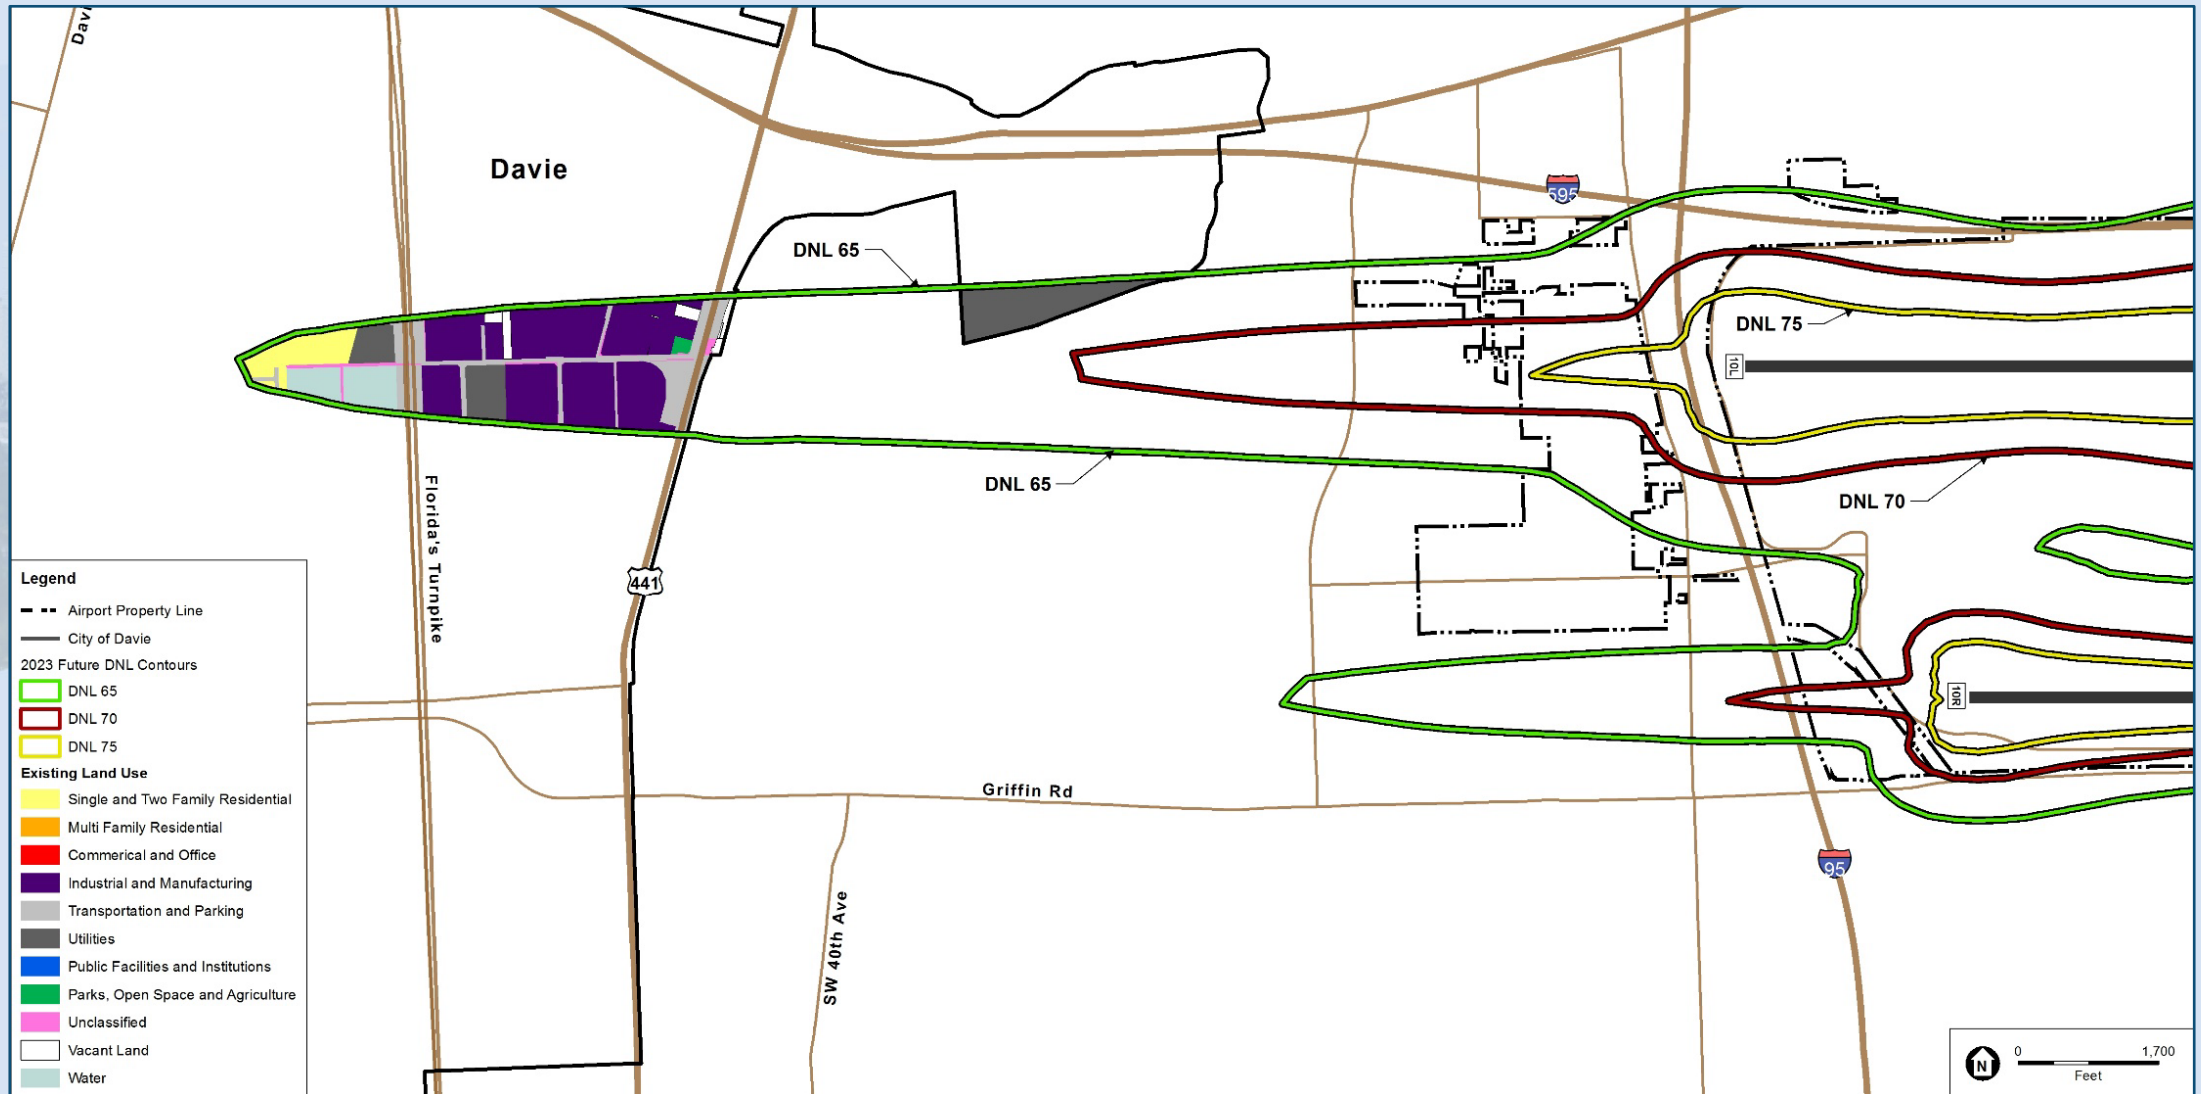 Davi
Davie
595
DNL 65
DNL 75
10L
DNL 65
DNL 70
Florida's Turnpike
441
10R
Griffin Rd
95
SW 40th Ave
Legend
Airport Property Line
City of Davie
2023 Future DNL Contours
DNL 65
DNL 70
DNL 75
Existing Land Use
Single and Two Family Residential
Multi Family Residential
Commerical and Office
Industrial and Manufacturing
Transportation and Parking
Utilities
Public Facilities and Institutions
Parks, Open Space and Agriculture
Unclassified
Vacant Land
Water
N
0 1,700
Feet